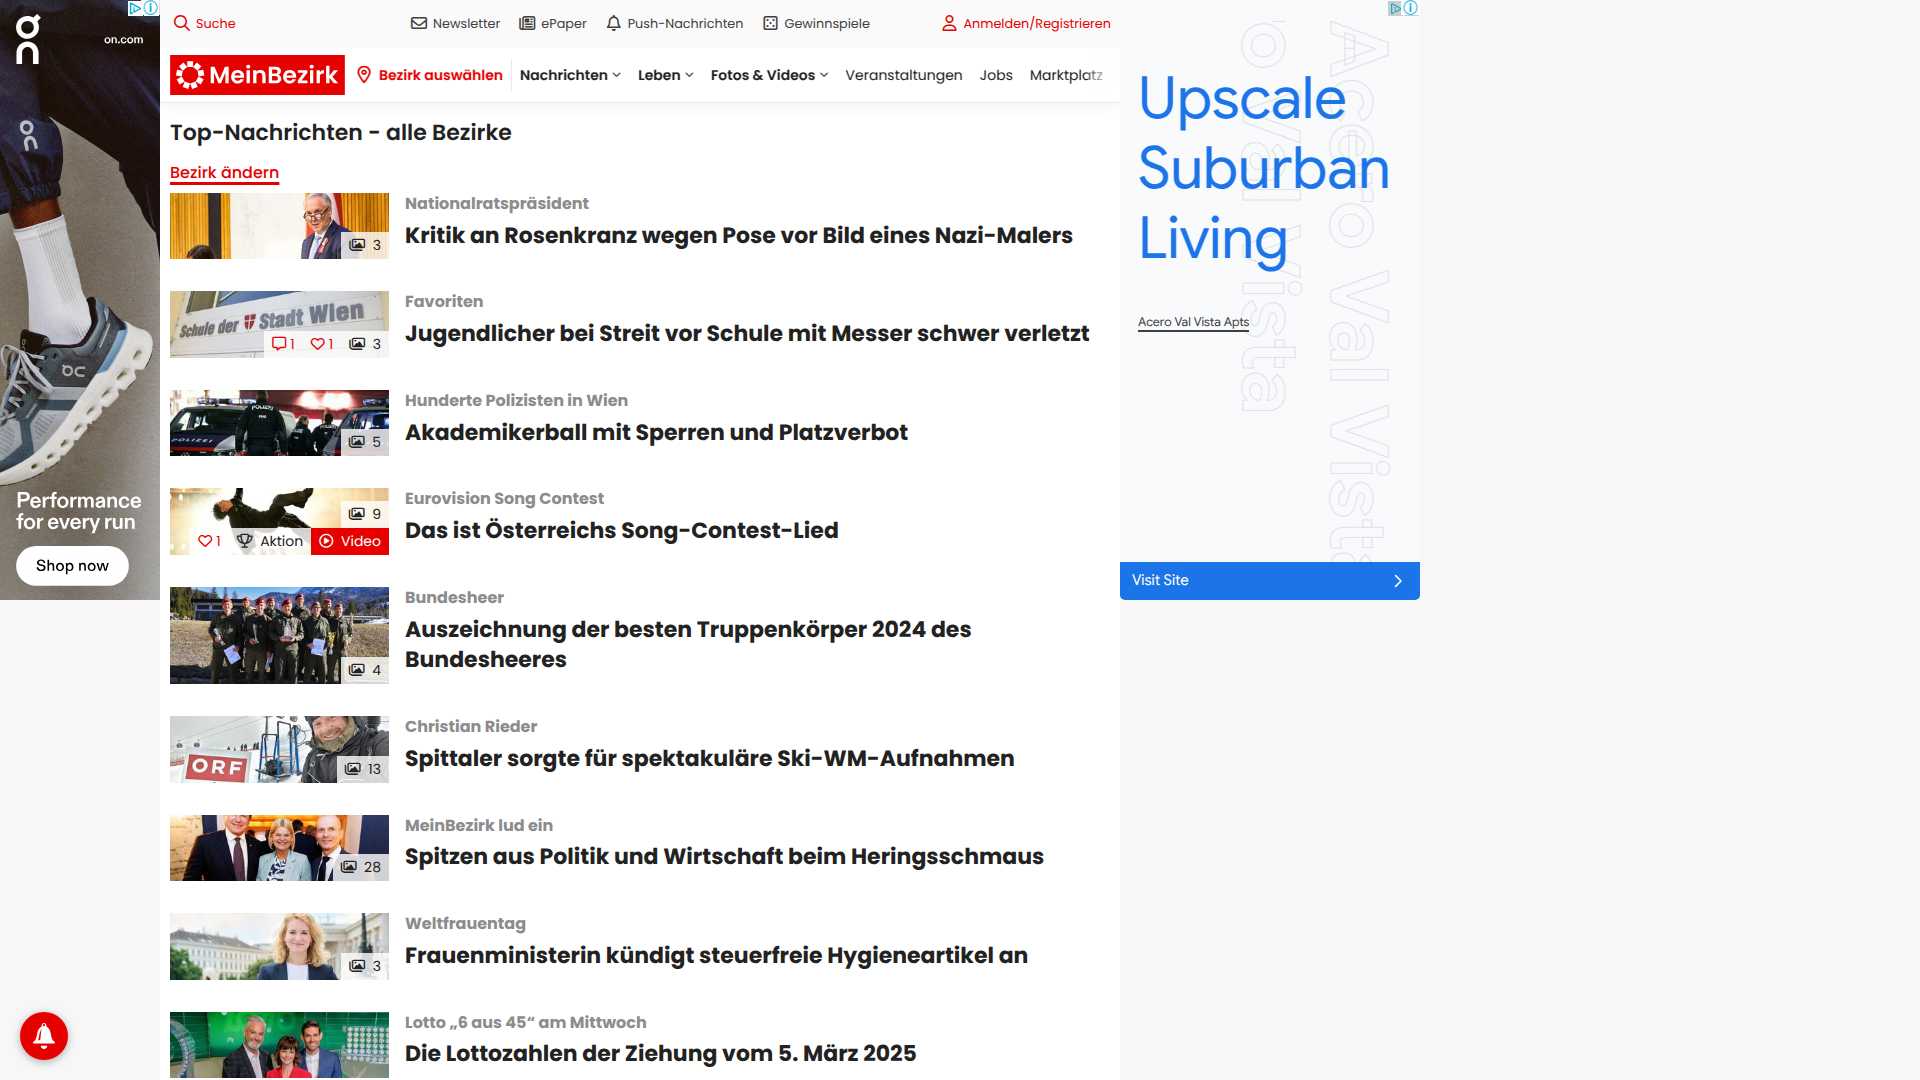 on.com
Performance
for every run
Shop now
Suche
Newsletter
ePaper
Push-Nachrichten
Gewinnspiele
Anmelden/Registrieren
MeinBezirk
Bezirk auswählen
Nachrichten
Leben
Fotos & Videos
Veranstaltungen
Jobs
Marktplatz
Top-Nachrichten - alle Bezirke
Bezirk ändern
3
Nationalratspräsident
Kritik an Rosenkranz wegen Pose vor Bild eines Nazi-Malers
Schule der Stadt Wien
1
1
3
Favoriten
Jugendlicher bei Streit vor Schule mit Messer schwer verletzt
POLIZEI
POLIZEI
5
Hunderte Polizisten in Wien
Akademikerball mit Sperren und Platzverbot
9
1
Aktion
Video
Eurovision Song Contest
Das ist Österreichs Song-Contest-Lied
4
Bundesheer
Auszeichnung der besten Truppenkörper 2024 des
Bundesheeres
ORF
13
Christian Rieder
Spittaler sorgte für spektakuläre Ski-WM-Aufnahmen
28
MeinBezirk lud ein
Spitzen aus Politik und Wirtschaft beim Heringsschmaus
3
Weltfrauentag
Frauenministerin kündigt steuerfreie Hygieneartikel an
Lotto „6 aus 45“ am Mittwoch
Die Lottozahlen der Ziehung vom 5. März 2025
Upscale
Suburban
Living
Acero Val Vista Apts
Acero Val Vista
Visit Site